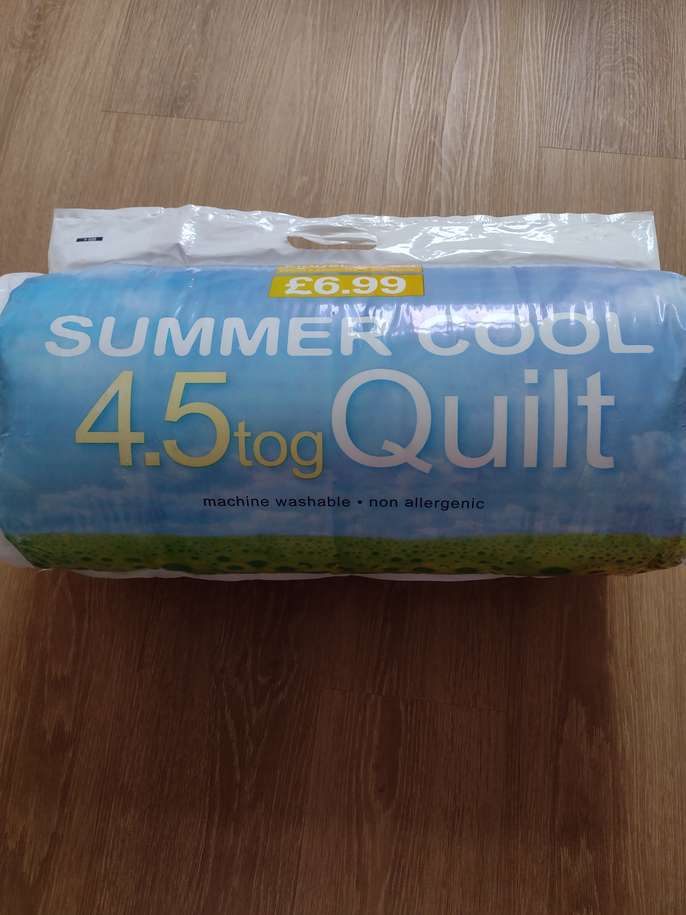 £6.99
SUMMER COOL
4.5tog Quilt
machine washable • non allergenic